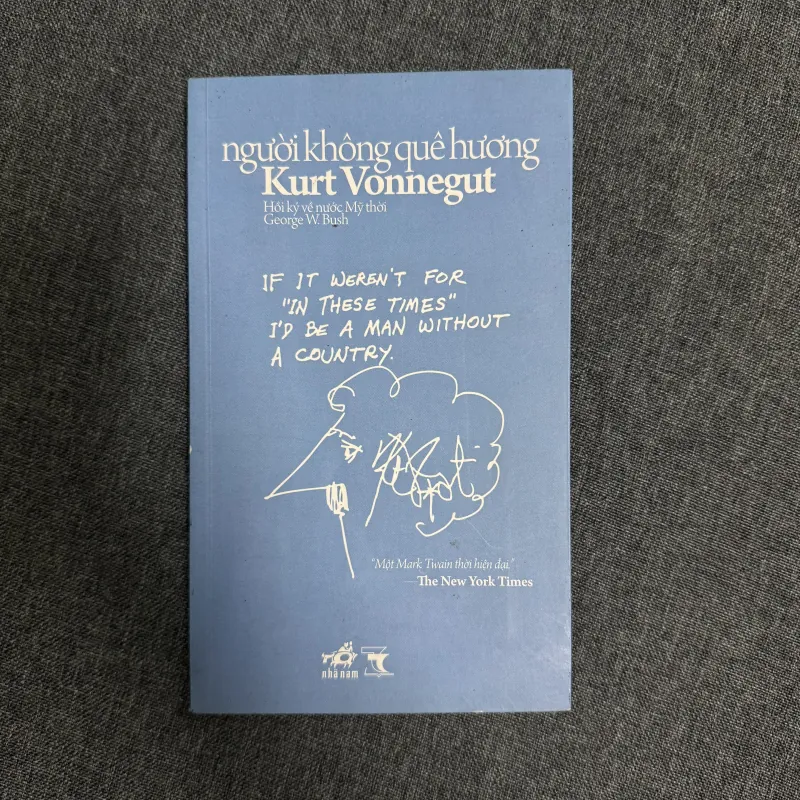 người không quê hương
Kurt Vonnegut
Hồi ký về nước Mỹ thời
George W. Bush
IF IT WEREN'T FOR
"IN THESE TIMES"
I'D BE A MAN WITHOUT
A COUNTRY.
“Một Mark Twain thời hiện đại.”
—The New York Times
nhã nam